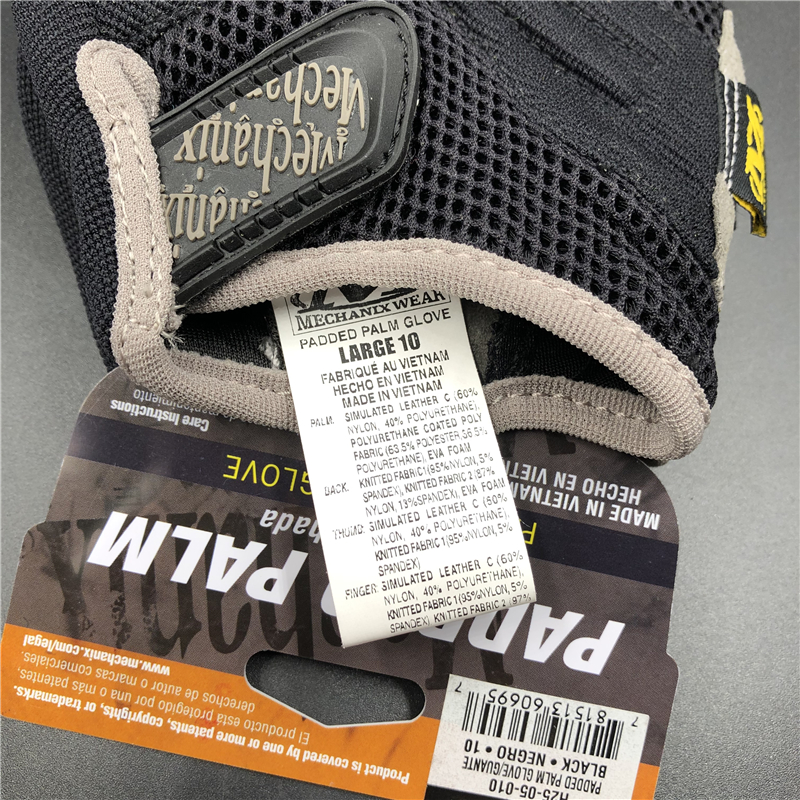 Mechanix
Mechanix
MECHANIX WEAR
PADDED PALM GLOVE
LARGE 10
FABRIQUÉ AU VIETNAM
HECHO EN VIETNAM
MADE IN VIETNAM
PALM: SIMULATED LEATHER C (60%
NYLON, 40% POLYURETHANE),
POLYURETHANE COATED POLY
FABRIC (63.5% POLYESTER, 36.5%
POLYURETHANE) EVA FOAM
BACK: KNITTED FABRIC 1 (95% NYLON, 5%
SPANDEX), KNITTED FABRIC 2 (87%
NYLON, 13% SPANDEX), EVA FOAM
THUMB: SIMULATED LEATHER C (60%
NYLON, 40% POLYURETHANE),
KNITTED FABRIC 1 (95% NYLON, 5%
SPANDEX)
FINGER: SIMULATED LEATHER C (60%
NYLON, 40% POLYURETHANE),
KNITTED FABRIC 1 (95% NYLON, 5%
SPANDEX) KNITTED FABRIC 2 (87%
H25-05-010
PADDED PALM GLOVE/GUANTE
BLACK • NEGRO • 10
7 81513 60695 7
Product is covered by one or more patents, copyrights, or trademarks.
El producto está protegido por una o más patentes,
derechos de autor o marcas comerciales.
www.mechanix.com/legal
PADD
D PALM
hada
GLOVE
MADE IN VIETNAM
HECHO EN VIET
Care Instructions